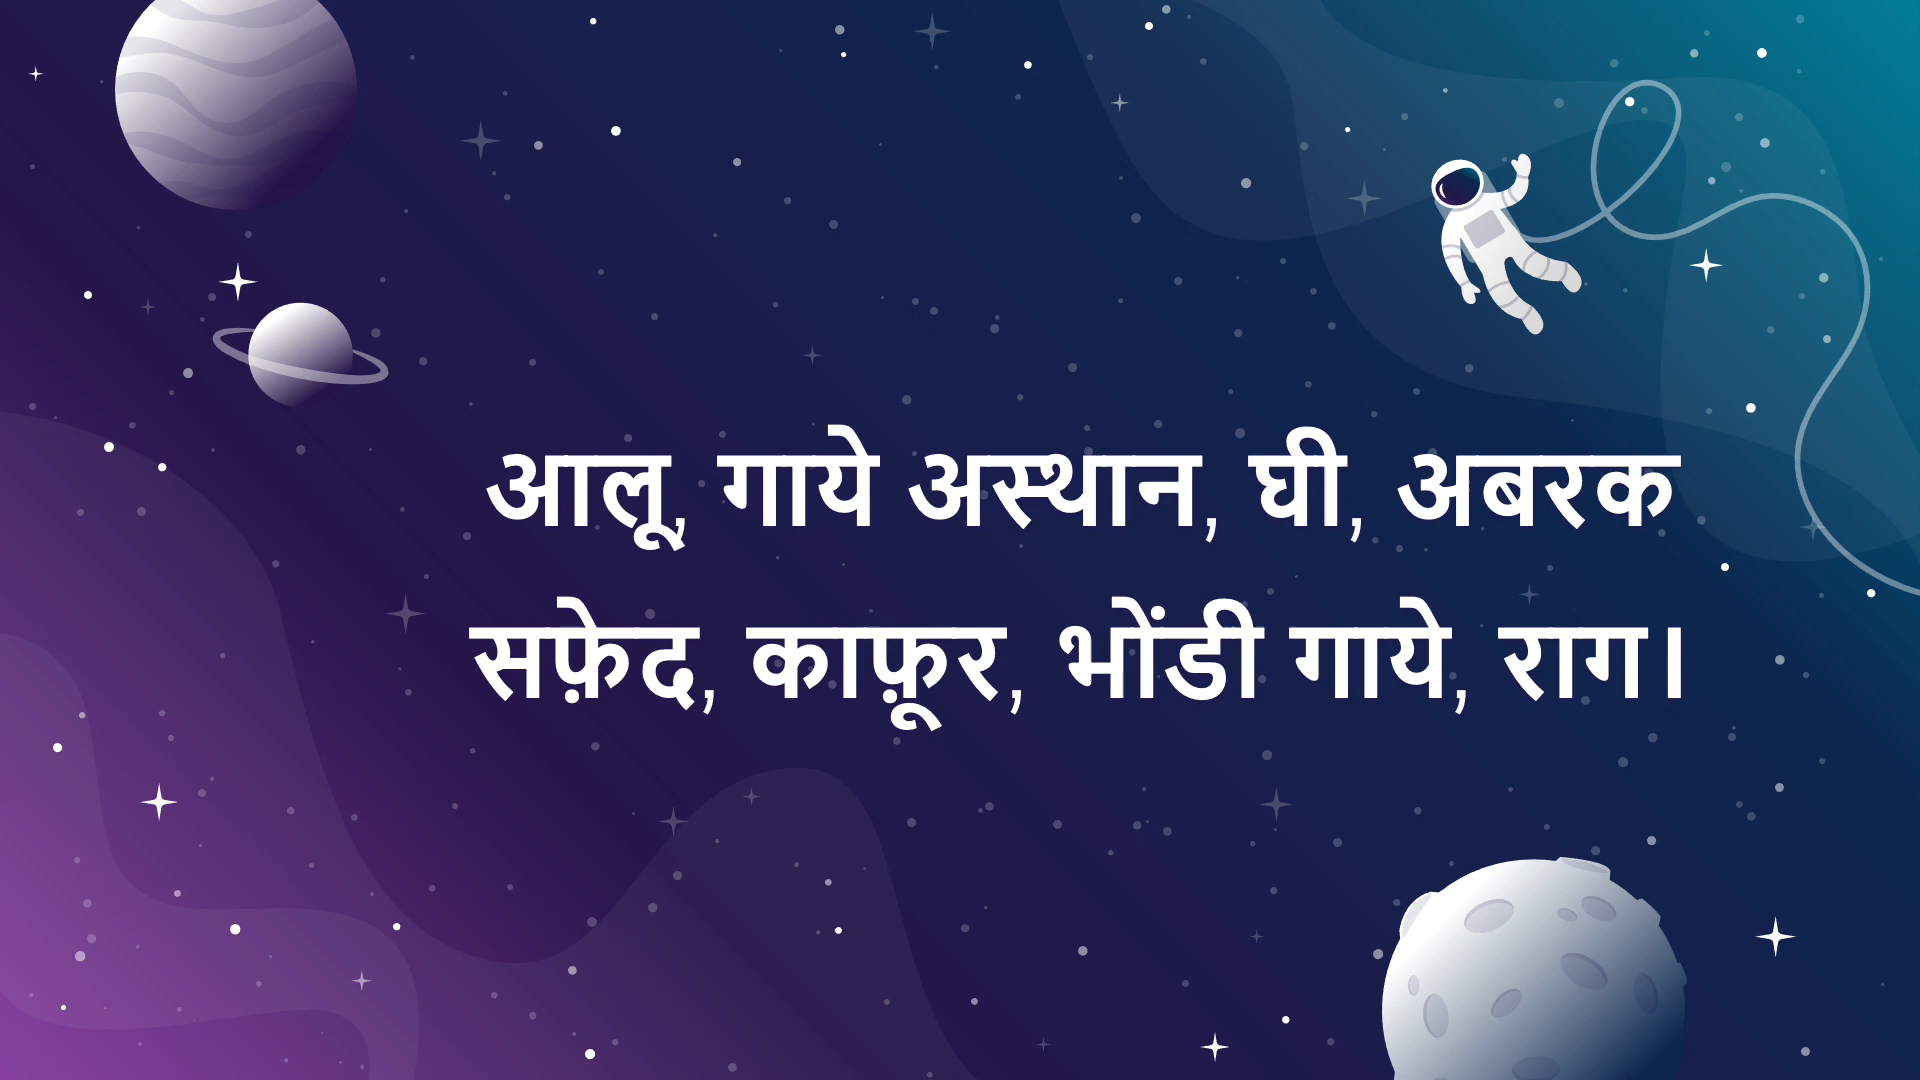 आलू, गाये अस्थान, घी, अबरक
सफ़ेद, काफ़ूर, भोंडी गाये, राग।